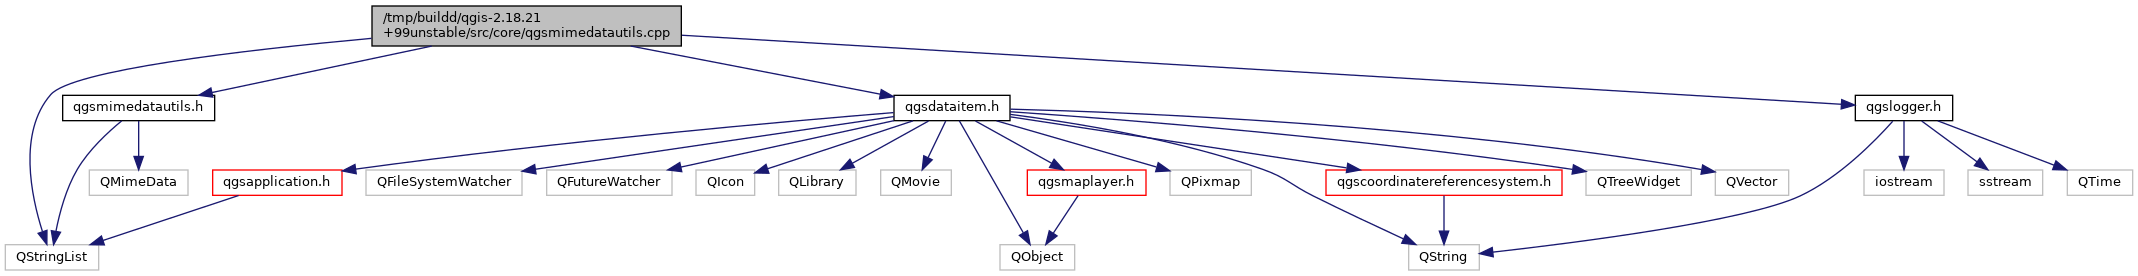 /tmp/buildd/qgis-2.18.21
+99unstable/src/core/qgsmimedatautils.cpp
qgsmimedatautils.h
qgsdataitem.h
qgslogger.h
QMimeData
qgsapplication.h
QFileSystemWatcher
QFutureWatcher
QIcon
QLibrary
QMovie
qgsmaplayer.h
QPixmap
qgscoordinatereferencesystem.h
QTreeWidget
QVector
iostream
sstream
QTime
QStringList
QObject
QString